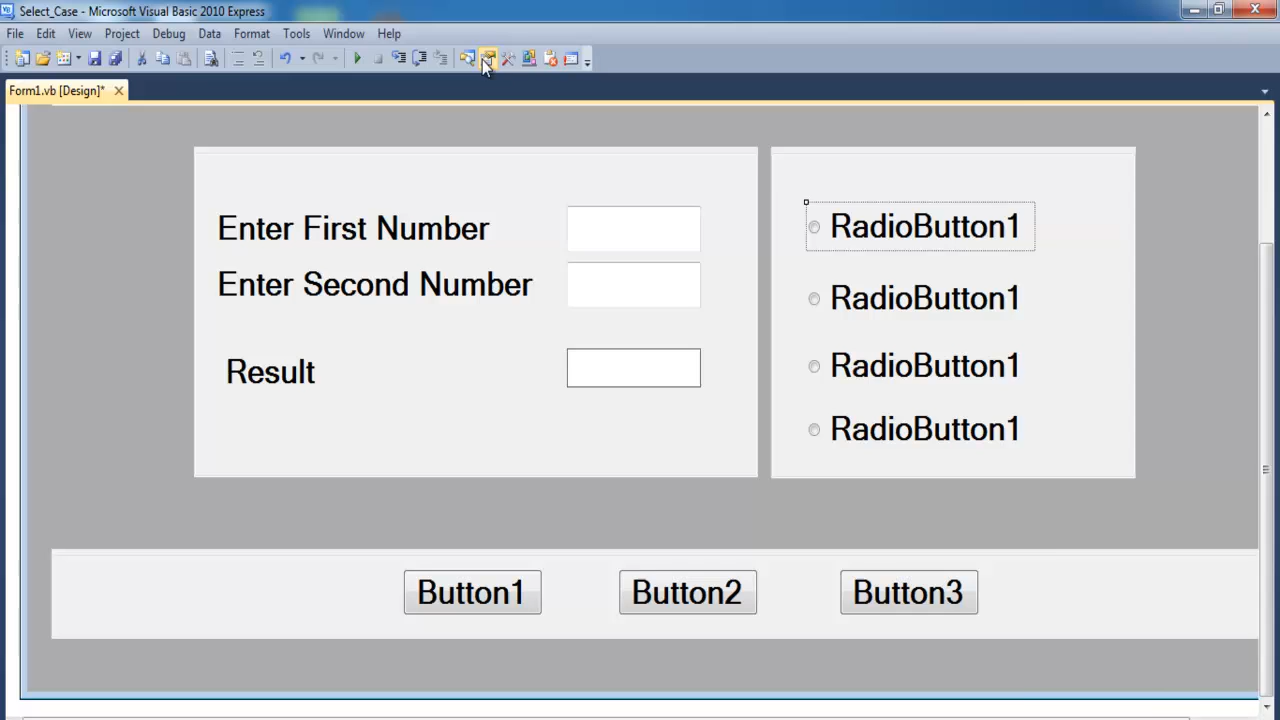 Select_Case - Microsoft Visual Basic 2010 Express
File Edit View Project Debug Data Format Tools Window Help
Form1.vb [Design]*
Enter First Number
RadioButton1
Enter Second Number
RadioButton1
Result
RadioButton1
RadioButton1
Button1 Button2 Button3